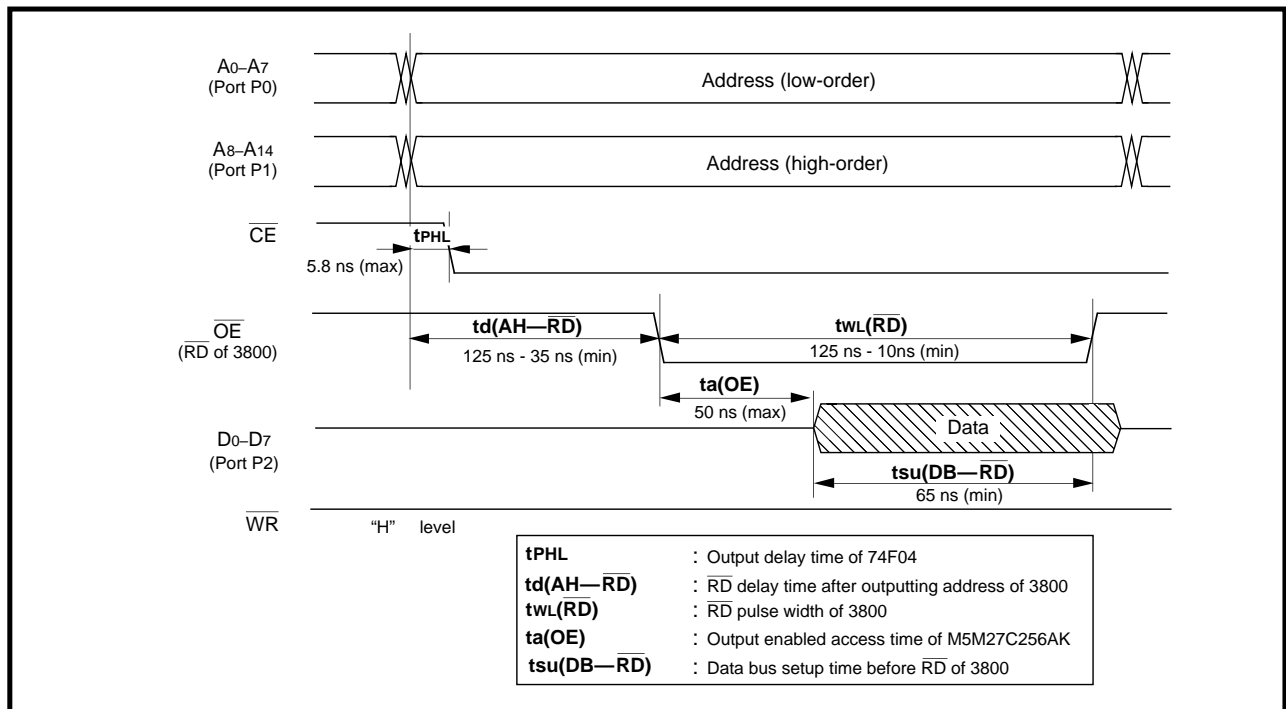 A0–A7
(Port P0)
Address (low-order)
A8–A14
(Port P1)
Address (high-order)
CE
tPHL
5.8 ns (max)
OE
(RD of 3800)
td(AH—RD)
125 ns - 35 ns (min)
twL(RD)
125 ns - 10ns (min)
ta(OE)
50 ns (max)
D0–D7
(Port P2)
Data
tsu(DB—RD)
65 ns (min)
WR
“H” level
tPHL : Output delay time of 74F04
td(AH—RD) : RD delay time after outputting address of 3800
twL(RD) : RD pulse width of 3800
ta(OE) : Output enabled access time of M5M27C256AK
tsu(DB—RD) : Data bus setup time before RD of 3800